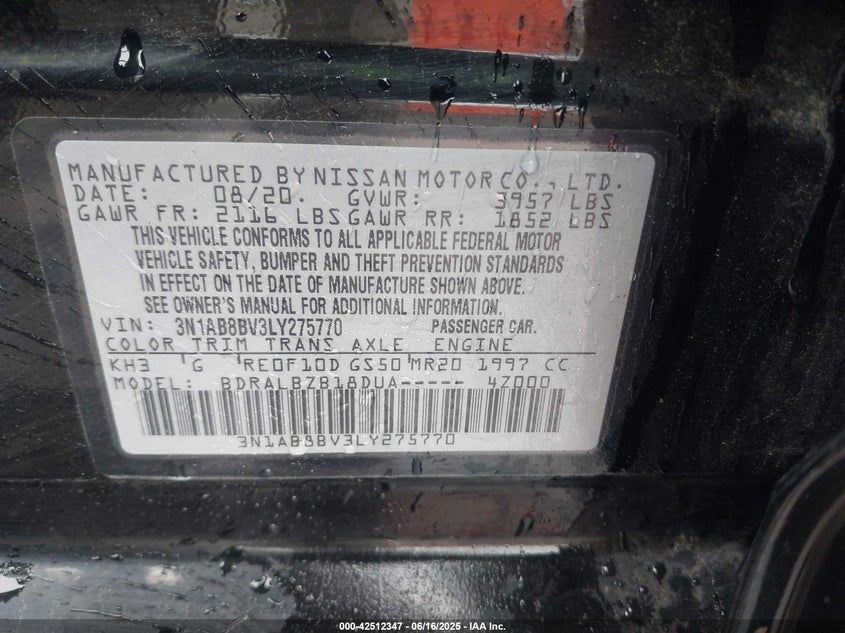 MANUFACTURED BY NISSAN MOTOR CO., LTD.
DATE: 08/20. GVWR: 3957 LBS
GAWR FR: 2116 LBS GAWR RR: 1852 LBS
THIS VEHICLE CONFORMS TO ALL APPLICABLE FEDERAL MOTOR
VEHICLE SAFETY, BUMPER AND THEFT PREVENTION STANDARDS
IN EFFECT ON THE DATE OF MANUFACTURE SHOWN ABOVE.
SEE OWNER'S MANUAL FOR ADDITIONAL INFORMATION.
VIN: 3N1AB8BV3LY275770 PASSENGER CAR.
COLOR TRIM TRANS AXLE ENGINE
KH3 G RE0F10D GS50 MR20 1997 CC
MODEL: BDRALBZB18DUA----- 4Z000
3N1AB8BV3LY275770
000-42512347 - 06/16/2025 - IAA Inc.